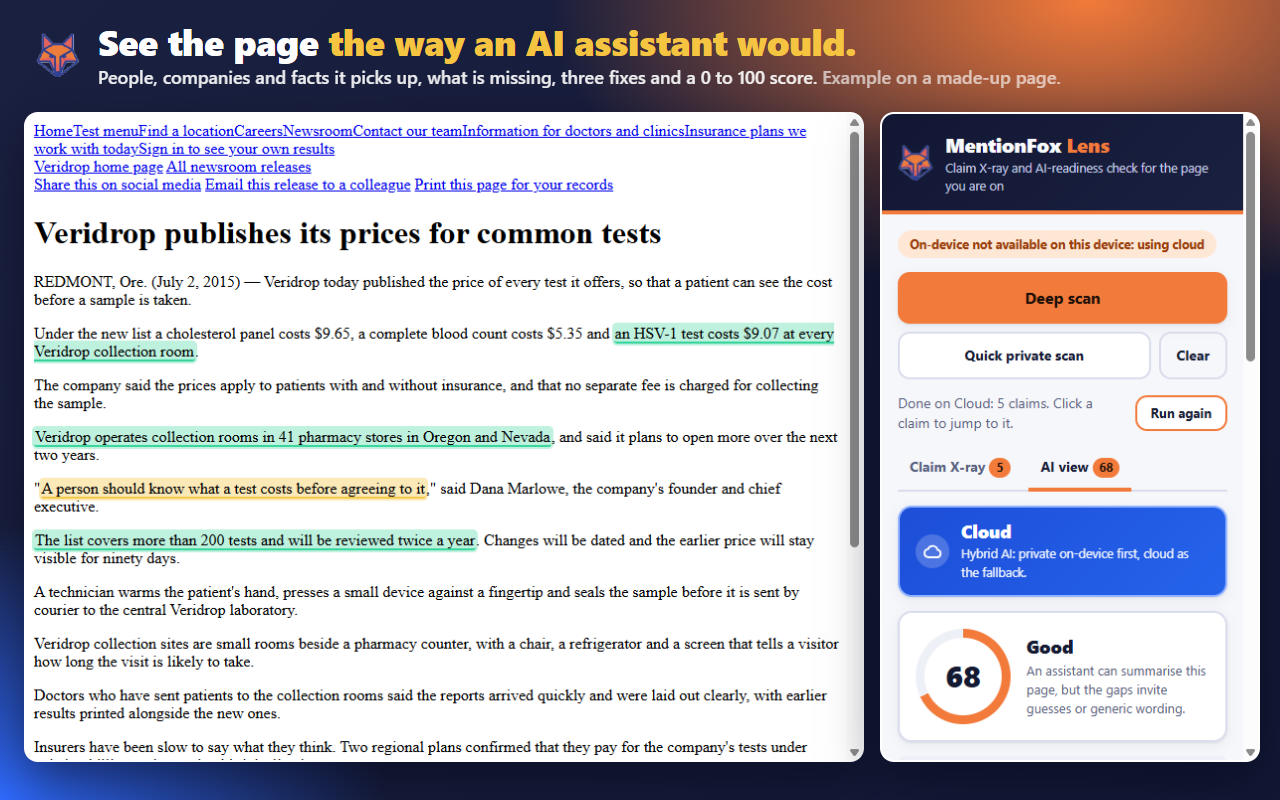 See the page the way an AI assistant would.
People, companies and facts it picks up, what is missing, three fixes and a 0 to 100 score. Example on a made-up page.
HomeTest menuFind a locationCareersNewsroomContact our teamInformation for doctors and clinicsInsurance plans we
work with todaySign in to see your own results
Veridrop home page All newsroom releases
Share this on social media Email this release to a colleague Print this page for your records
Veridrop publishes its prices for common tests
REDMONT, Ore. (July 2, 2015) — Veridrop today published the price of every test it offers, so that a patient can see the cost
before a sample is taken.
Under the new list a cholesterol panel costs $9.65, a complete blood count costs $5.35 and an HSV-1 test costs $9.07 at every
Veridrop collection room.
The company said the prices apply to patients with and without insurance, and that no separate fee is charged for collecting
the sample.
Veridrop operates collection rooms in 41 pharmacy stores in Oregon and Nevada, and said it plans to open more over the next
two years.
"A person should know what a test costs before agreeing to it," said Dana Marlowe, the company's founder and chief
executive.
The list covers more than 200 tests and will be reviewed twice a year. Changes will be dated and the earlier price will stay
visible for ninety days.
A technician warms the patient's hand, presses a small device against a fingertip and seals the sample before it is sent by
courier to the central Veridrop laboratory.
Veridrop collection sites are small rooms beside a pharmacy counter, with a chair, a refrigerator and a screen that tells a visitor
how long the visit is likely to take.
Doctors who have sent patients to the collection rooms said the reports arrived quickly and were laid out clearly, with earlier
results printed alongside the new ones.
Insurers have been slow to say what they think. Two regional plans confirmed that they pay for the company's tests under
MentionFox Lens
Claim X-ray and AI-readiness check for the page
you are on
On-device not available on this device: using cloud
Deep scan
Quick private scan
Clear
Done on Cloud: 5 claims. Click a
claim to jump to it.
Run again
Claim X-ray 5
AI view 68
Cloud
Hybrid AI: private on-device first, cloud as
the fallback.
68
Good
An assistant can summarise this
page, but the gaps invite
guesses or generic wording.